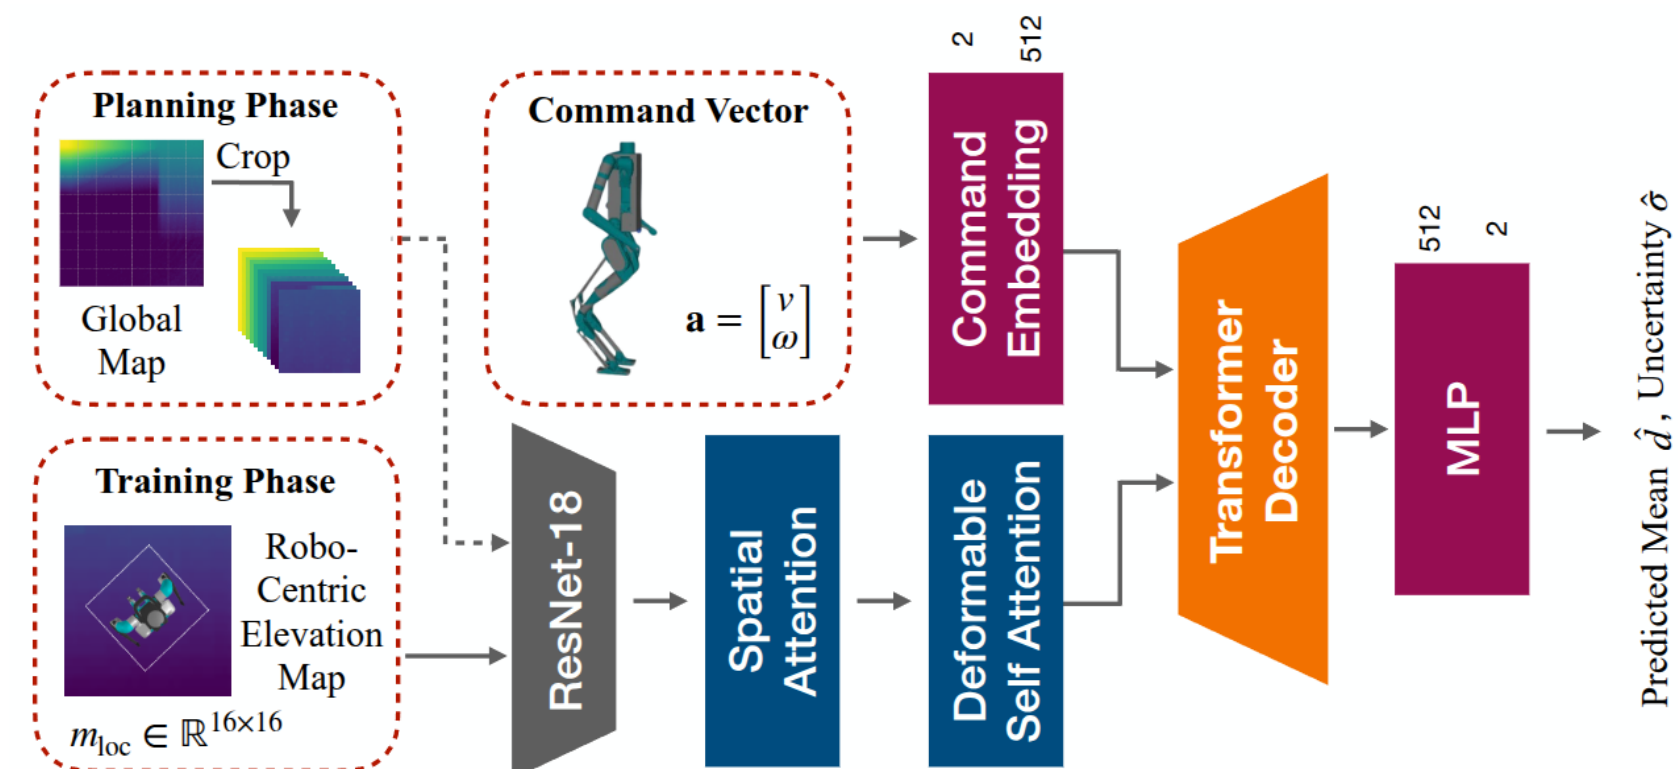 Planning Phase
Crop
Global
Map
Training Phase
Robo-
Centric
Elevation
Map
m_loc ∈ ℝ^{16×16}
Command Vector
a = [v ω]
2
512
Command
Embedding
ResNet-18
Spatial
Attention
Deformable
Self Attention
Transformer
Decoder
512
2
MLP
Predicted Mean d̂ , Uncertainty σ̂